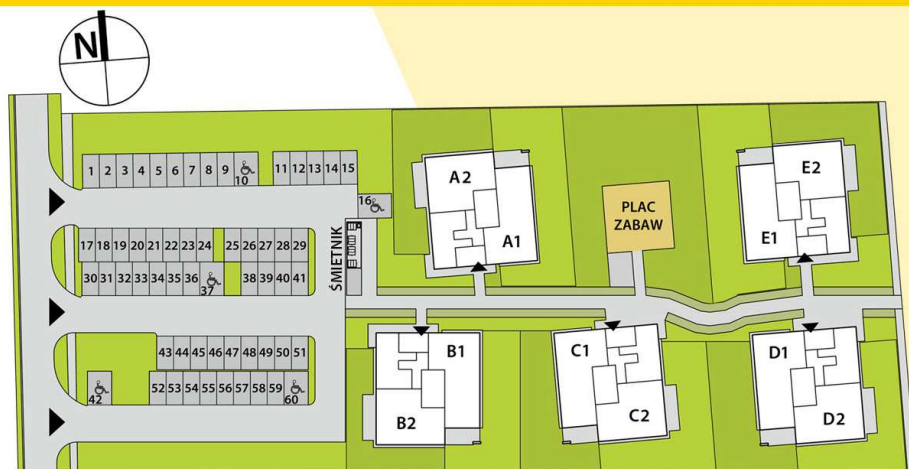 N
1 2 3 4 5 6 7 8 9 10 11 12 13 14 15
16
A2
A1
PLAC
ZABAW
E2
E1
ŚMIETNIK
17 18 19 20 21 22 23 24 25 26 27 28 29
30 31 32 33 34 35 36 37 38 39 40 41
43 44 45 46 47 48 49 50 51
42 52 53 54 55 56 57 58 59 60
B1
B2
C1
C2
D1
D2